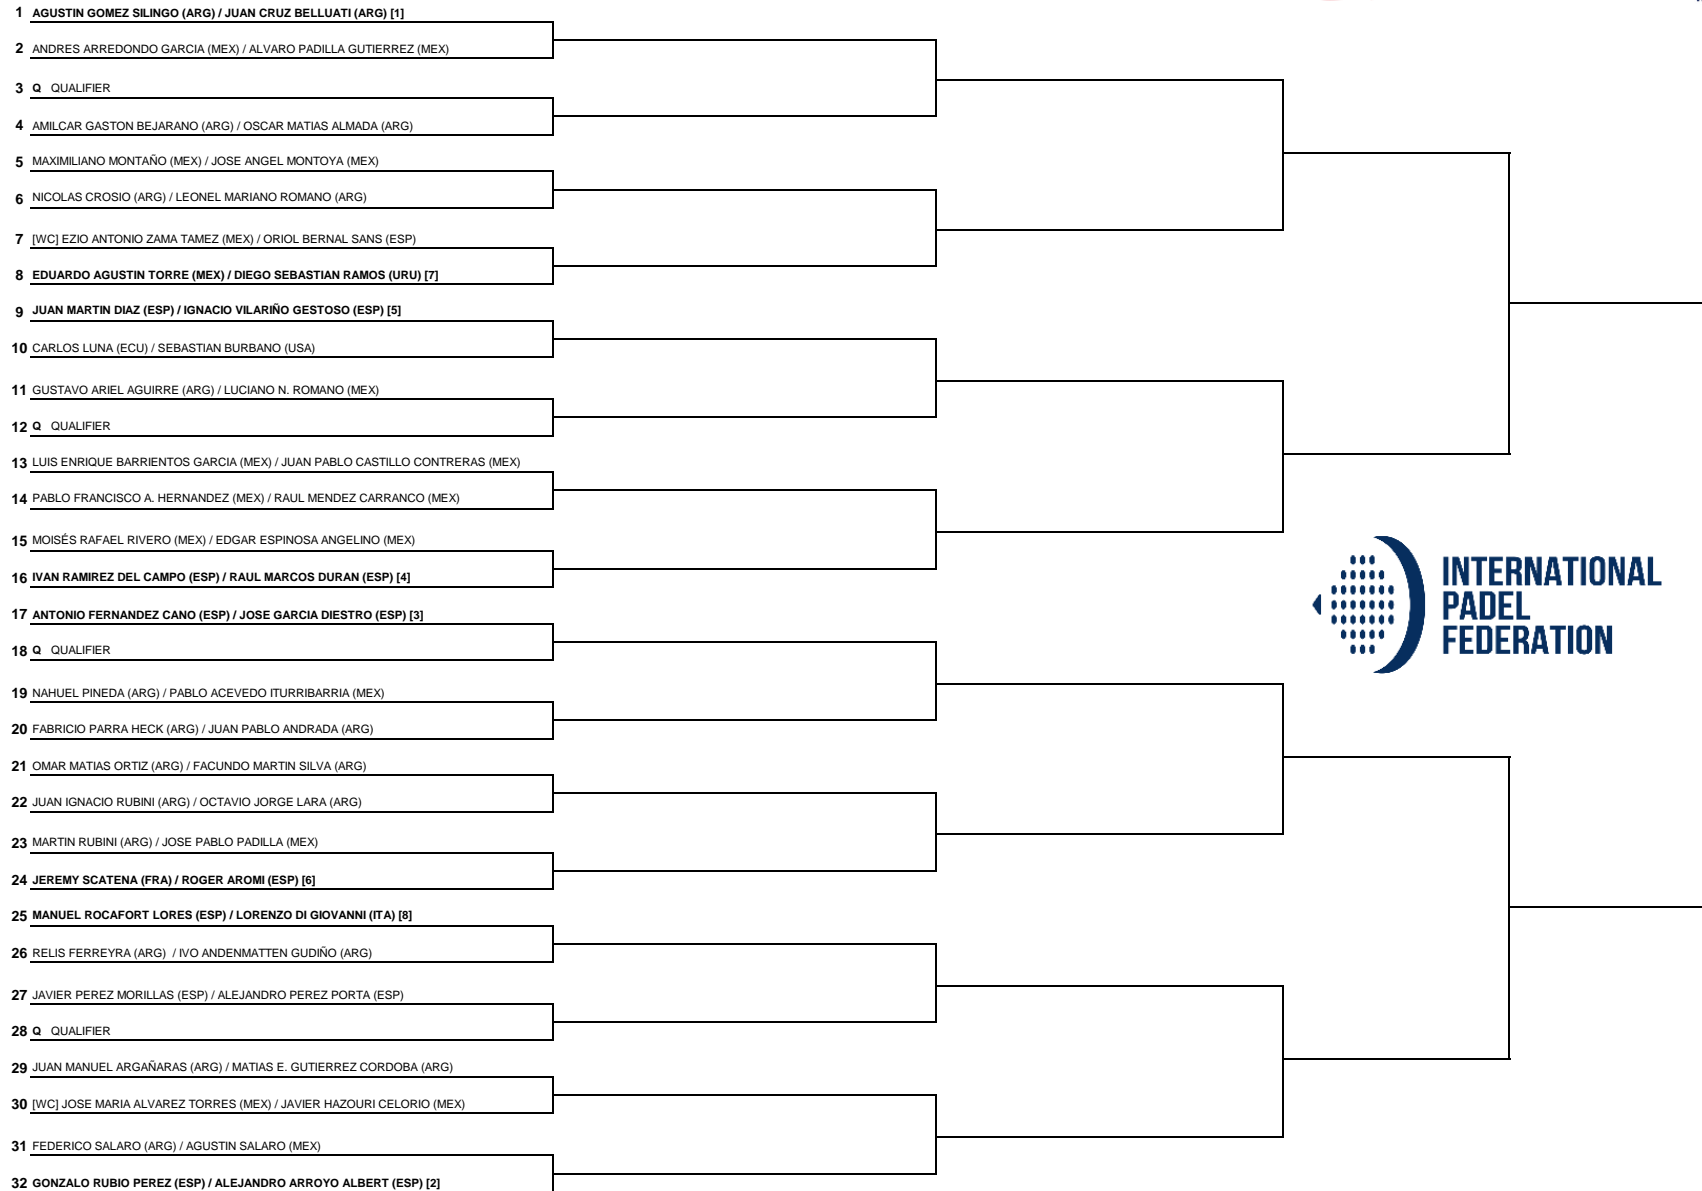 1 AGUSTIN GOMEZ SILINGO (ARG) / JUAN CRUZ BELLUATI (ARG) [1]
2 ANDRES ARREDONDO GARCIA (MEX) / ALVARO PADILLA GUTIERREZ (MEX)
3 Q QUALIFIER
4 AMILCAR GASTON BEJARANO (ARG) / OSCAR MATIAS ALMADA (ARG)
5 MAXIMILIANO MONTAÑO (MEX) / JOSE ANGEL MONTOYA (MEX)
6 NICOLAS CROSIO (ARG) / LEONEL MARIANO ROMANO (ARG)
7 [WC] EZIO ANTONIO ZAMA TAMEZ (MEX) / ORIOL BERNAL SANS (ESP)
8 EDUARDO AGUSTIN TORRE (MEX) / DIEGO SEBASTIAN RAMOS (URU) [7]
9 JUAN MARTIN DIAZ (ESP) / IGNACIO VILARIÑO GESTOSO (ESP) [5]
10 CARLOS LUNA (ECU) / SEBASTIAN BURBANO (USA)
11 GUSTAVO ARIEL AGUIRRE (ARG) / LUCIANO N. ROMANO (MEX)
12 Q QUALIFIER
13 LUIS ENRIQUE BARRIENTOS GARCIA (MEX) / JUAN PABLO CASTILLO CONTRERAS (MEX)
14 PABLO FRANCISCO A. HERNANDEZ (MEX) / RAUL MENDEZ CARRANCO (MEX)
15 MOISÉS RAFAEL RIVERO (MEX) / EDGAR ESPINOSA ANGELINO (MEX)
16 IVAN RAMIREZ DEL CAMPO (ESP) / RAUL MARCOS DURAN (ESP) [4]
17 ANTONIO FERNANDEZ CANO (ESP) / JOSE GARCIA DIESTRO (ESP) [3]
18 Q QUALIFIER
19 NAHUEL PINEDA (ARG) / PABLO ACEVEDO ITURRIBARRIA (MEX)
20 FABRICIO PARRA HECK (ARG) / JUAN PABLO ANDRADA (ARG)
21 OMAR MATIAS ORTIZ (ARG) / FACUNDO MARTIN SILVA (ARG)
22 JUAN IGNACIO RUBINI (ARG) / OCTAVIO JORGE LARA (ARG)
23 MARTIN RUBINI (ARG) / JOSE PABLO PADILLA (MEX)
24 JEREMY SCATENA (FRA) / ROGER AROMI (ESP) [6]
25 MANUEL ROCAFORT LORES (ESP) / LORENZO DI GIOVANNI (ITA) [8]
26 RELIS FERREYRA (ARG) / IVO ANDENMATTEN GUDIÑO (ARG)
27 JAVIER PEREZ MORILLAS (ESP) / ALEJANDRO PEREZ PORTA (ESP)
28 Q QUALIFIER
29 JUAN MANUEL ARGAÑARAS (ARG) / MATIAS E. GUTIERREZ CORDOBA (ARG)
30 [WC] JOSE MARIA ALVAREZ TORRES (MEX) / JAVIER HAZOURI CELORIO (MEX)
31 FEDERICO SALARO (ARG) / AGUSTIN SALARO (MEX)
32 GONZALO RUBIO PEREZ (ESP) / ALEJANDRO ARROYO ALBERT (ESP) [2]
INTERNATIONAL
PADEL
FEDERATION